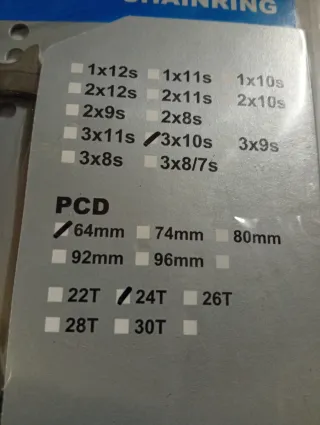 CHAINRING
1x12s 1x11s 1x10s
2x12s 2x11s 2x10s
2x9s 2x8s
3x11s 3x10s 3x9s
3x8s 3x8/7s
PCD
64mm 74mm 80mm
92mm 96mm
22T 24T 26T
28T 30T